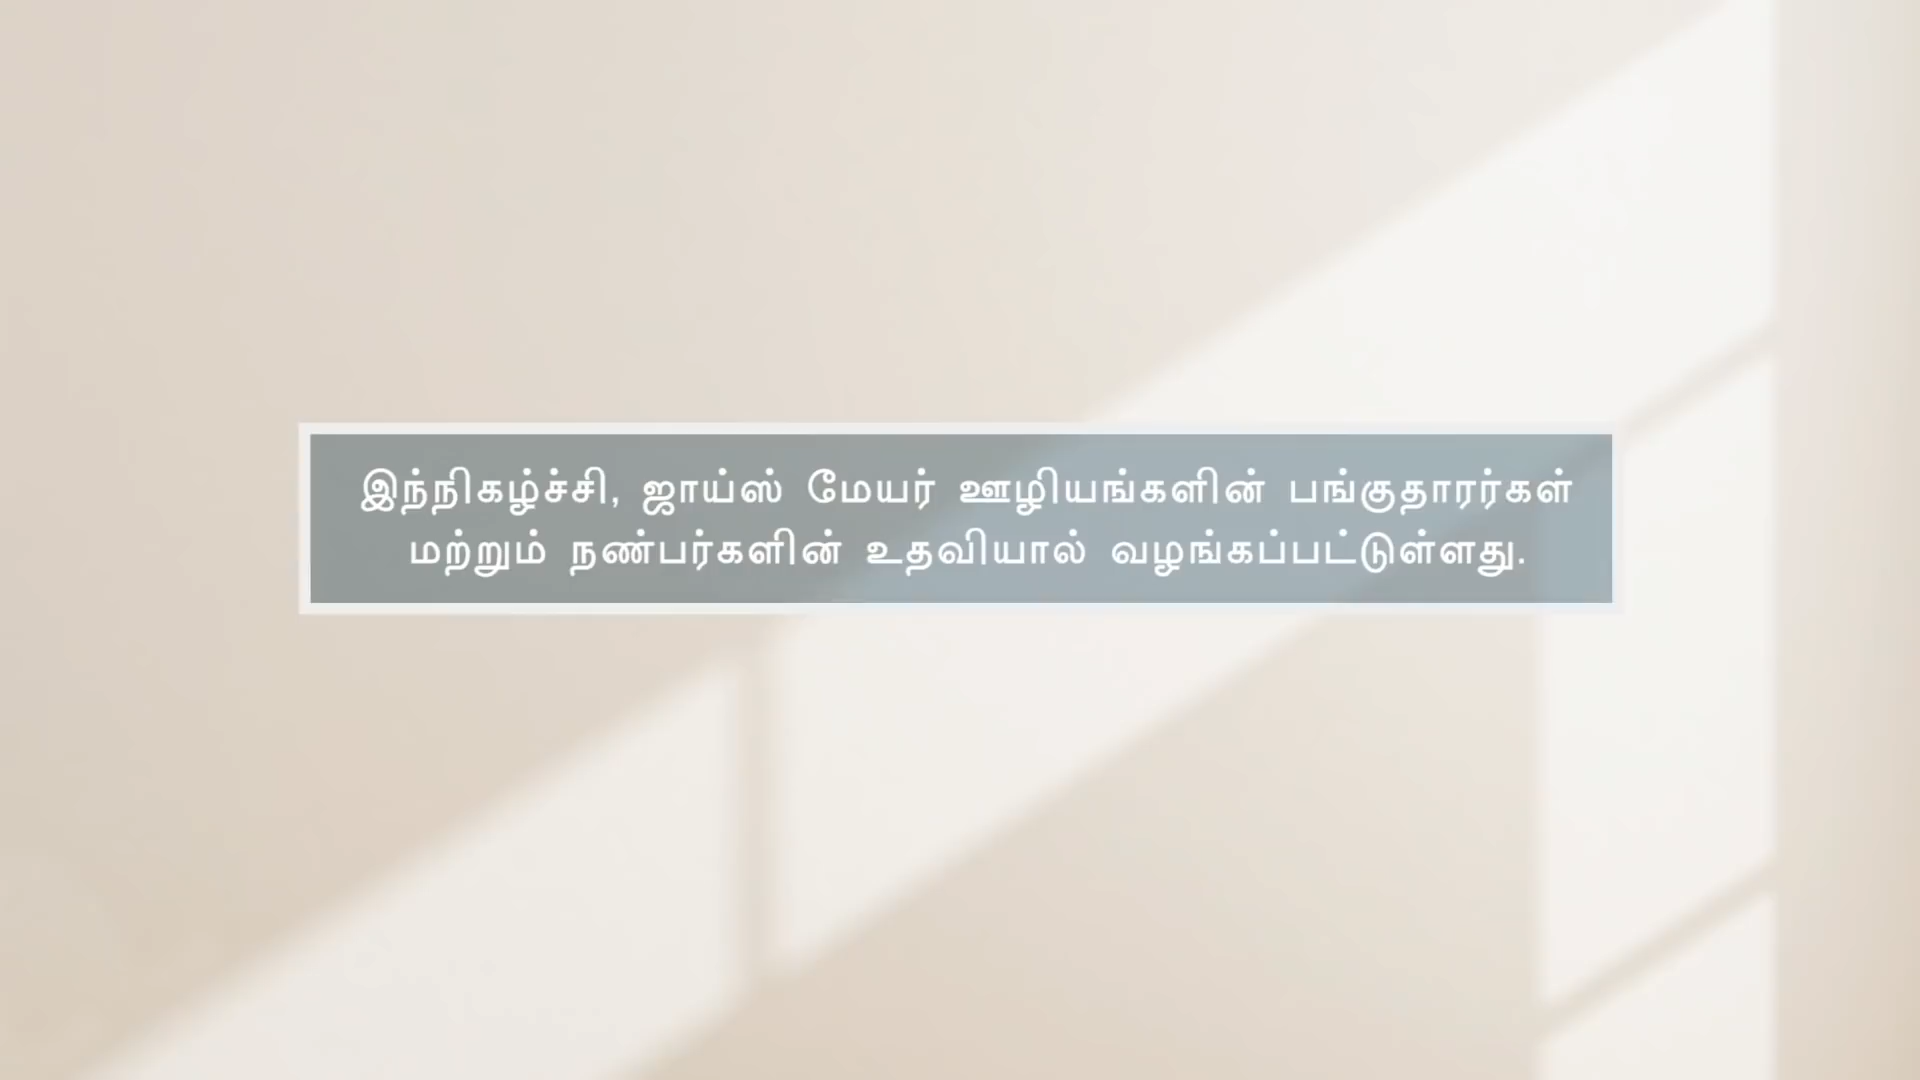 இந்நிகழ்ச்சி, ஜாய்ஸ் மேயர் ஊழியங்களின் பங்குதாரர்கள்
மற்றும் நண்பர்களின் உதவியால் வழங்கப்பட்டுள்ளது.